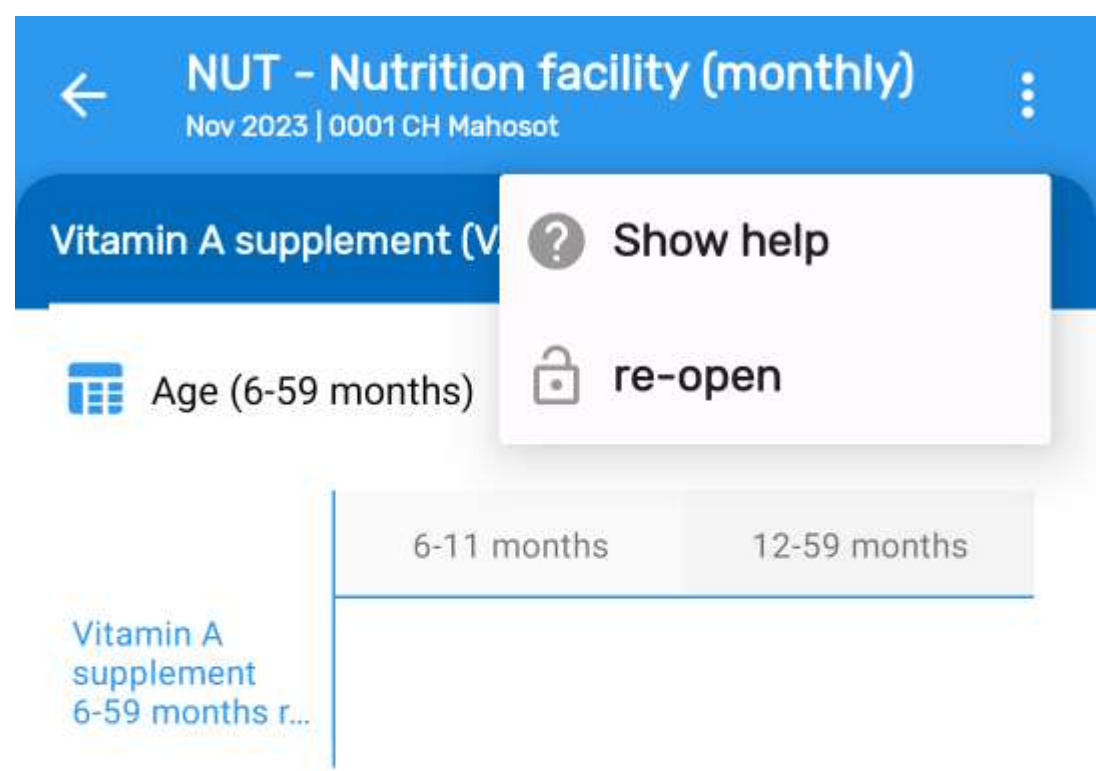 NUT - Nutrition facility (monthly)
Nov 2023 | 0001 CH Mahosot
Vitamin A supplement (V
Show help
re-open
Age (6-59 months)
6-11 months
12-59 months
Vitamin A
supplement
6-59 months r...